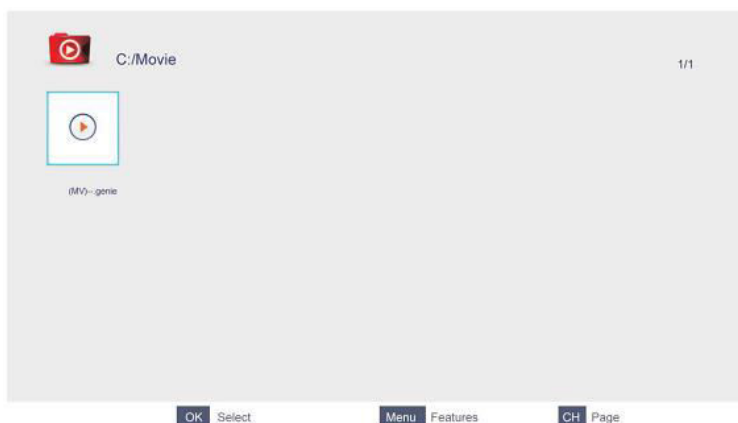 C:/Movie
1/1
(MV)--.genie
OK Select
Menu Features
CH Page